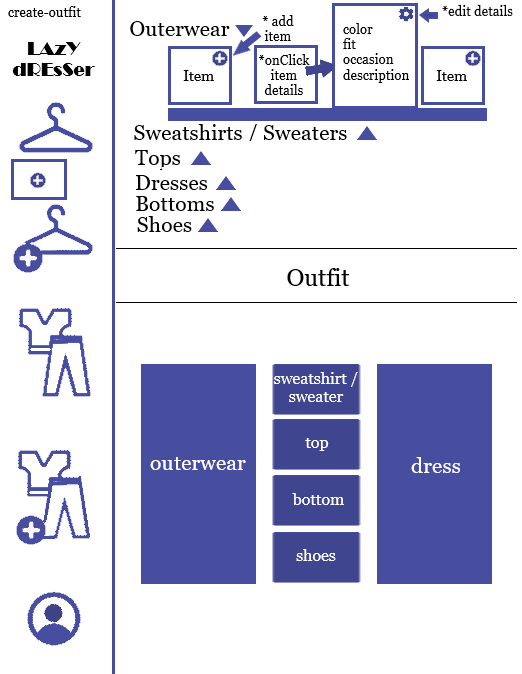 create-outfit
LAzY
dREsSer
Outerwear
* add
item
*edit details
Item
*onClick
item
details
color
fit
occasion
description
Item
Sweatshirts / Sweaters
Tops
Dresses
Bottoms
Shoes
Outfit
outerwear
sweatshirt /
sweater
top
bottom
shoes
dress